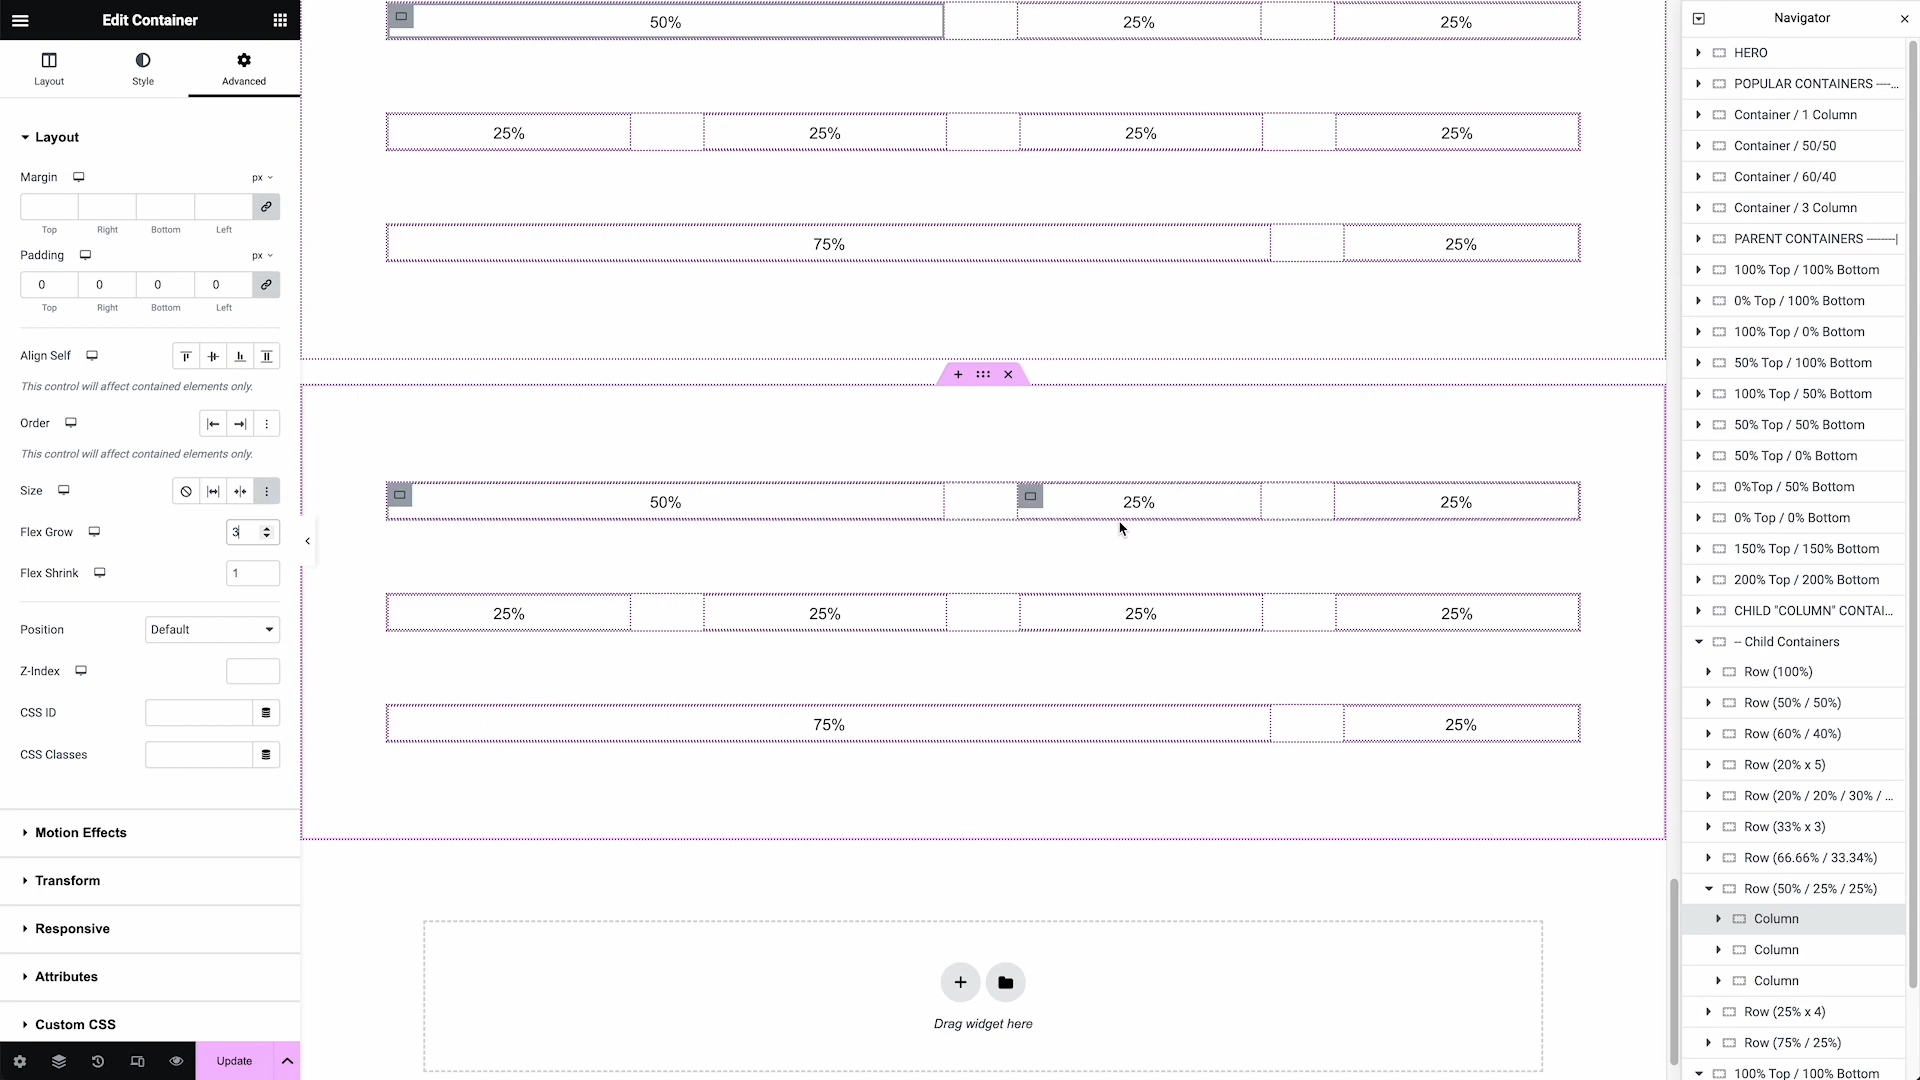 Edit Container
Layout
Style
Advanced
Layout
Margin
px
Top
Right
Bottom
Left
Padding
px
0
0
0
0
Top
Right
Bottom
Left
Align Self
This control will affect contained elements only.
Order
This control will affect contained elements only.
Size
Flex Grow
3
Flex Shrink
1
Position
Default
Z-Index
CSS ID
CSS Classes
Motion Effects
Transform
Responsive
Attributes
Custom CSS
Update
50%
25%
25%
25%
25%
25%
25%
75%
25%
50%
25%
25%
25%
25%
25%
25%
75%
25%
Drag widget here
Navigator
HERO
POPULAR CONTAINERS ----...
Container / 1 Column
Container / 50/50
Container / 60/40
Container / 3 Column
PARENT CONTAINERS --------|
100% Top / 100% Bottom
0% Top / 100% Bottom
100% Top / 0% Bottom
50% Top / 100% Bottom
100% Top / 50% Bottom
50% Top / 50% Bottom
50% Top / 0% Bottom
0%Top / 50% Bottom
0% Top / 0% Bottom
150% Top / 150% Bottom
200% Top / 200% Bottom
CHILD "COLUMN" CONTAI...
-- Child Containers
Row (100%)
Row (50% / 50%)
Row (60% / 40%)
Row (20% x 5)
Row (20% / 20% / 30% / ...
Row (33% x 3)
Row (66.66% / 33.34%)
Row (50% / 25% / 25%)
Column
Column
Column
Row (25% x 4)
Row (75% / 25%)
100% Top / 100% Bottom